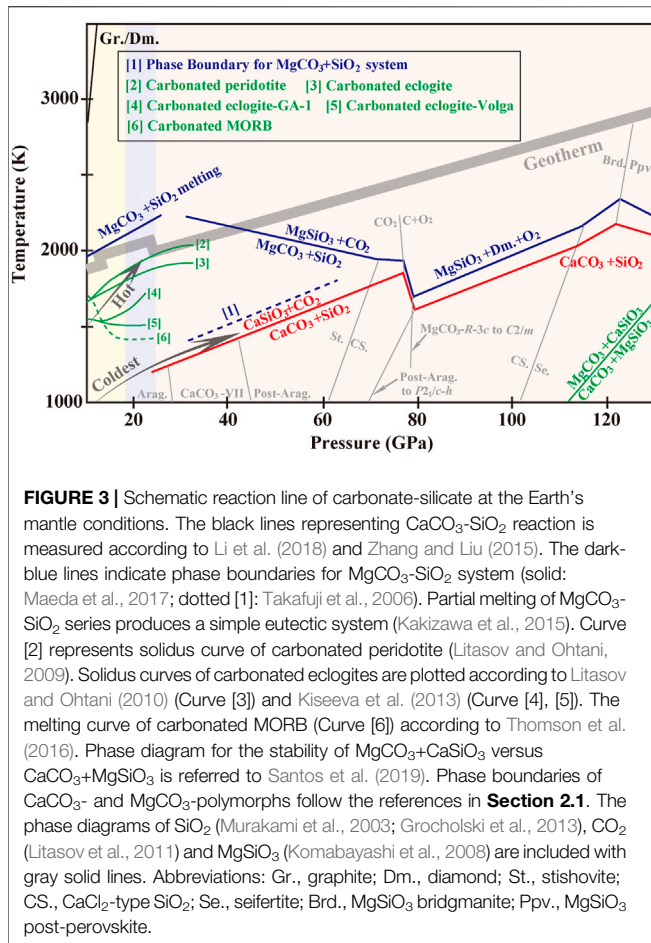 Gr./Dm.
[1] Phase Boundary for MgCO3+SiO2 system
[2] Carbonated peridotite [3] Carbonated eclogite
[4] Carbonated eclogite-GA-1 [5] Carbonated eclogite-Volga
[6] Carbonated MORB
3000
2000
1000
Temperature (K)
Geotherm
Brd. Ppv.
MgCO3+SiO2 melting
CO2 C+O2
MgSiO3+CO2
MgCO3+SiO2
[2]
[3]
Hot
[4]
[5]
[6]
[1]
MgSiO3+Dm.+O2
CaCO3+SiO2
CaSiO3+CO2
CaCO3+SiO2
MgCO3-R-3c to C2/m
St. CS.
CS. Se.
MgCO3+CaSiO3
CaCO3+MgSiO3
Coldest
Arag. CaCO3-VII Post-Arag.
Post-Arag.
to P21/c-h
20 40 60 80 100 120
Pressure (GPa)
FIGURE 3 | Schematic reaction line of carbonate-silicate at the Earth's
mantle conditions. The black lines representing CaCO3-SiO2 reaction is
measured according to Li et al. (2018) and Zhang and Liu (2015). The dark-
blue lines indicate phase boundaries for MgCO3-SiO2 system (solid:
Maeda et al., 2017; dotted [1]: Takafuji et al., 2006). Partial melting of MgCO3-
SiO2 series produces a simple eutectic system (Kakizawa et al., 2015). Curve
[2] represents solidus curve of carbonated peridotite (Litasov and Ohtani,
2009). Solidus curves of carbonated eclogites are plotted according to Litasov
and Ohtani (2010) (Curve [3]) and Kiseeva et al. (2013) (Curve [4], [5]). The
melting curve of carbonated MORB (Curve [6]) according to Thomson et al.
(2016). Phase diagram for the stability of MgCO3+CaSiO3 versus
CaCO3+MgSiO3 is referred to Santos et al. (2019). Phase boundaries of
CaCO3- and MgCO3-polymorphs follow the references in Section 2.1. The
phase diagrams of SiO2 (Murakami et al., 2003; Grocholski et al., 2013), CO2
(Litasov et al., 2011) and MgSiO3 (Komabayashi et al., 2008) are included with
gray solid lines. Abbreviations: Gr., graphite; Dm., diamond; St., stishovite;
CS., CaCl2-type SiO2; Se., seifertite; Brd., MgSiO3 bridgmanite; Ppv., MgSiO3
post-perovskite.